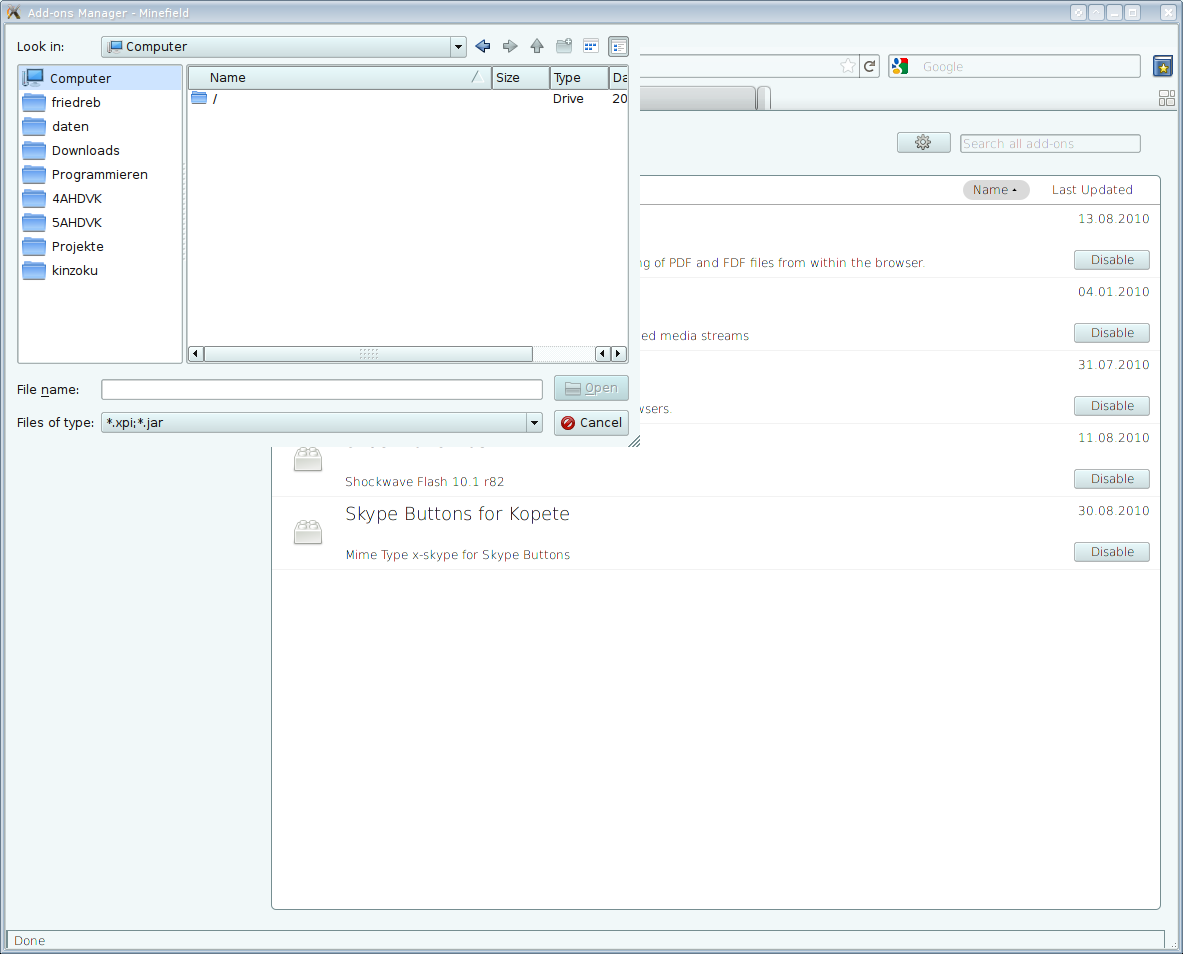 Add-ons Manager - Minefield
Look in:
Computer
Google
Computer
friedreb
daten
Downloads
Programmieren
4AHDVK
5AHDVK
Projekte
kinzoku
Name
Size
Type
Da
/
Drive
20
Search all add-ons
Name
Last Updated
13.08.2010
ng of PDF and FDF files from within the browser.
Disable
04.01.2010
ed media streams
Disable
31.07.2010
wsers.
Disable
File name:
Open
Files of type:
*.xpi;*.jar
Cancel
11.08.2010
Shockwave Flash 10.1 r82
Disable
Skype Buttons for Kopete
30.08.2010
Mime Type x-skype for Skype Buttons
Disable
Done